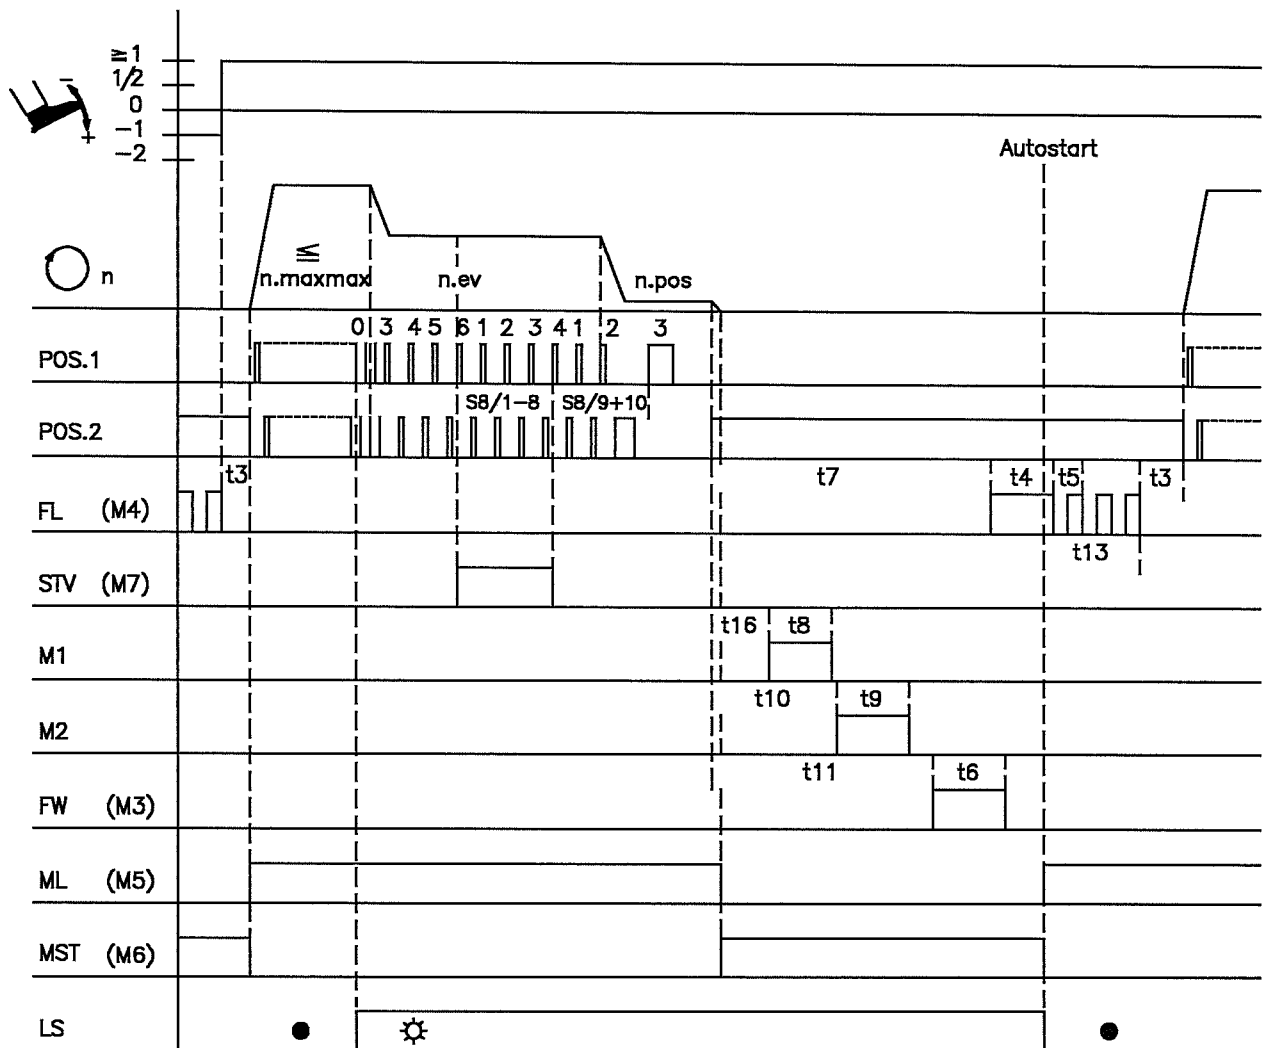 ≧1
1/2
0
−
−1
+
−2
Autostart
≦
n
n.maxmax
n.ev
n.pos
0 3 4 5 6 1 2 3 4 1 2 3
POS.1
S8/1−8 S8/9+10
POS.2
t3 t7 t4 t5 t3
FL (M4)
t13
STV (M7)
t16 t8
M1
t10 t9
M2
t11 t6
FW (M3)
ML (M5)
MST (M6)
LS